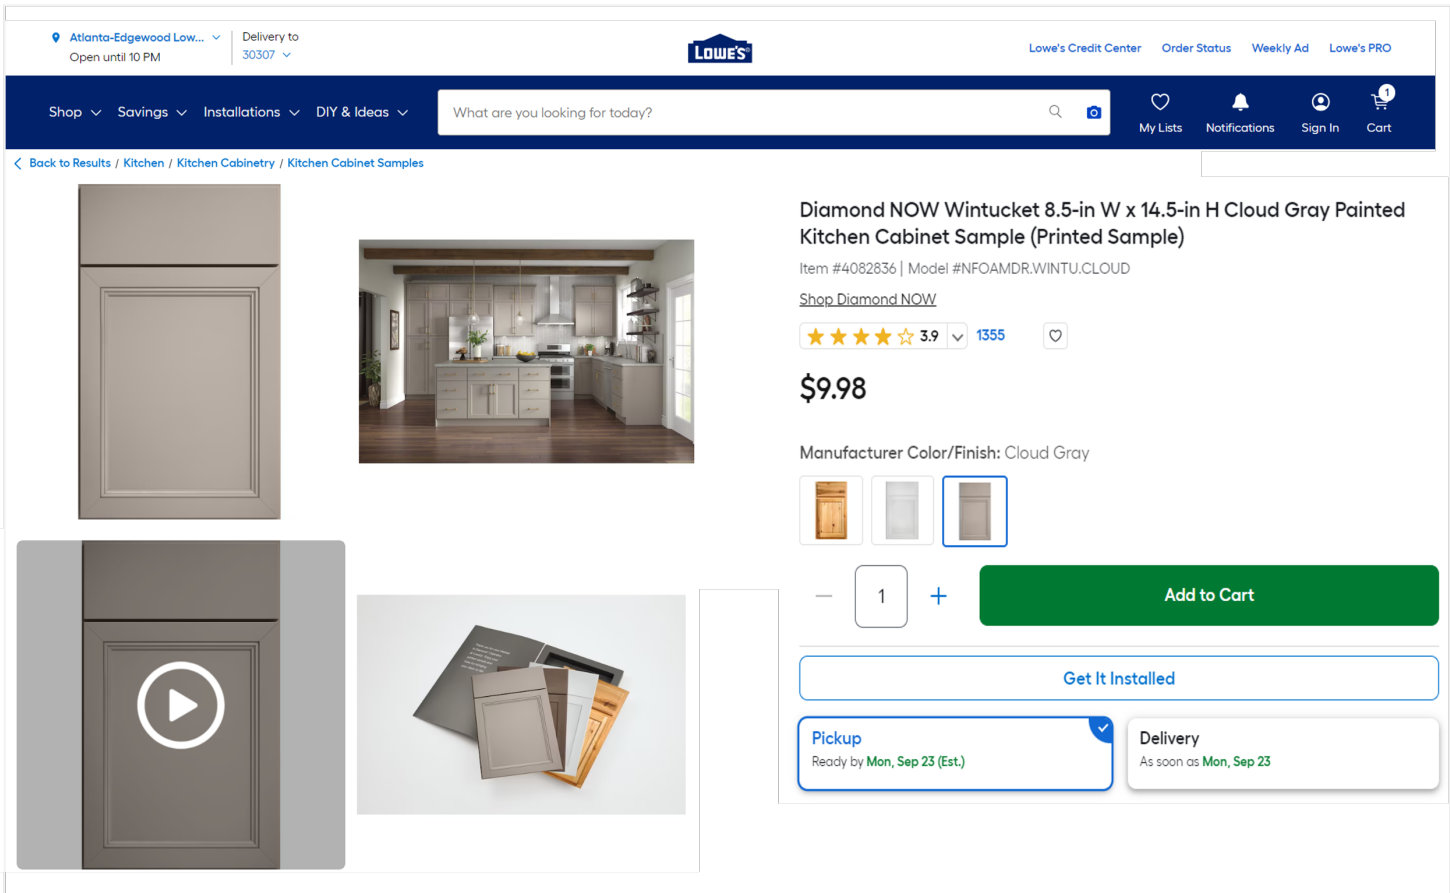 Atlanta-Edgewood Low...
Open until 10 PM
Delivery to
30307
LOWE'S
Lowe's Credit Center
Order Status
Weekly Ad
Lowe's PRO
Shop
Savings
Installations
DIY & Ideas
What are you looking for today?
My Lists
Notifications
Sign In
1
Cart
Back to Results / Kitchen / Kitchen Cabinetry / Kitchen Cabinet Samples
Diamond NOW Wintucket 8.5-in W x 14.5-in H Cloud Gray Painted
Kitchen Cabinet Sample (Printed Sample)
Item #4082836 | Model #NFOAMDR.WINTU.CLOUD
Shop Diamond NOW
3.9
1355
$9.98
Manufacturer Color/Finish: Cloud Gray
1
Add to Cart
Get It Installed
Pickup
Ready by Mon, Sep 23 (Est.)
Delivery
As soon as Mon, Sep 23